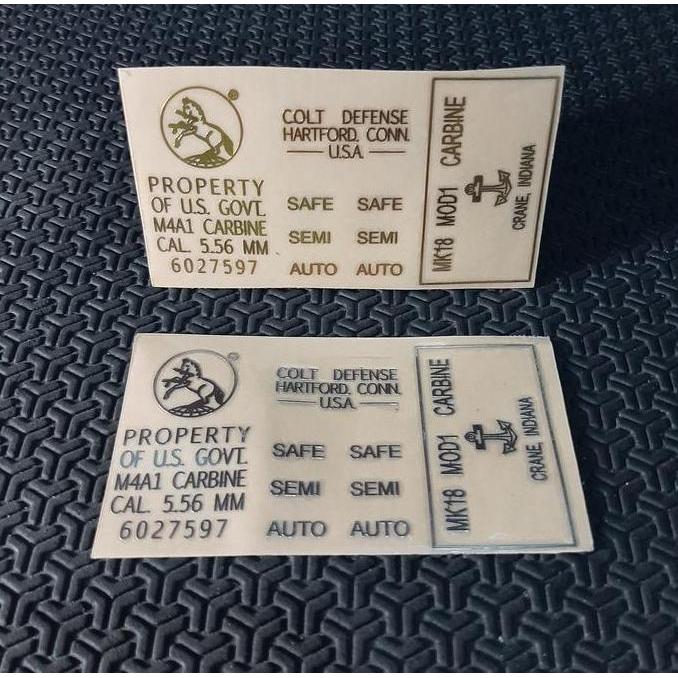 ®
PROPERTY
OF U.S. GOVT.
M4A1 CARBINE
CAL. 5.56 MM
6027597
COLT DEFENSE
HARTFORD, CONN.
U.S.A.
SAFE SAFE
SEMI SEMI
AUTO AUTO
MK18 MOD1 CARBINE
CRANE, INDIANA
®
PROPERTY
OF U.S. GOVT.
M4A1 CARBINE
CAL. 5.56 MM
6027597
COLT DEFENSE
HARTFORD, CONN.
U.S.A.
SAFE SAFE
SEMI SEMI
AUTO AUTO
MK18 MOD1 CARBINE
CRANE, INDIANA